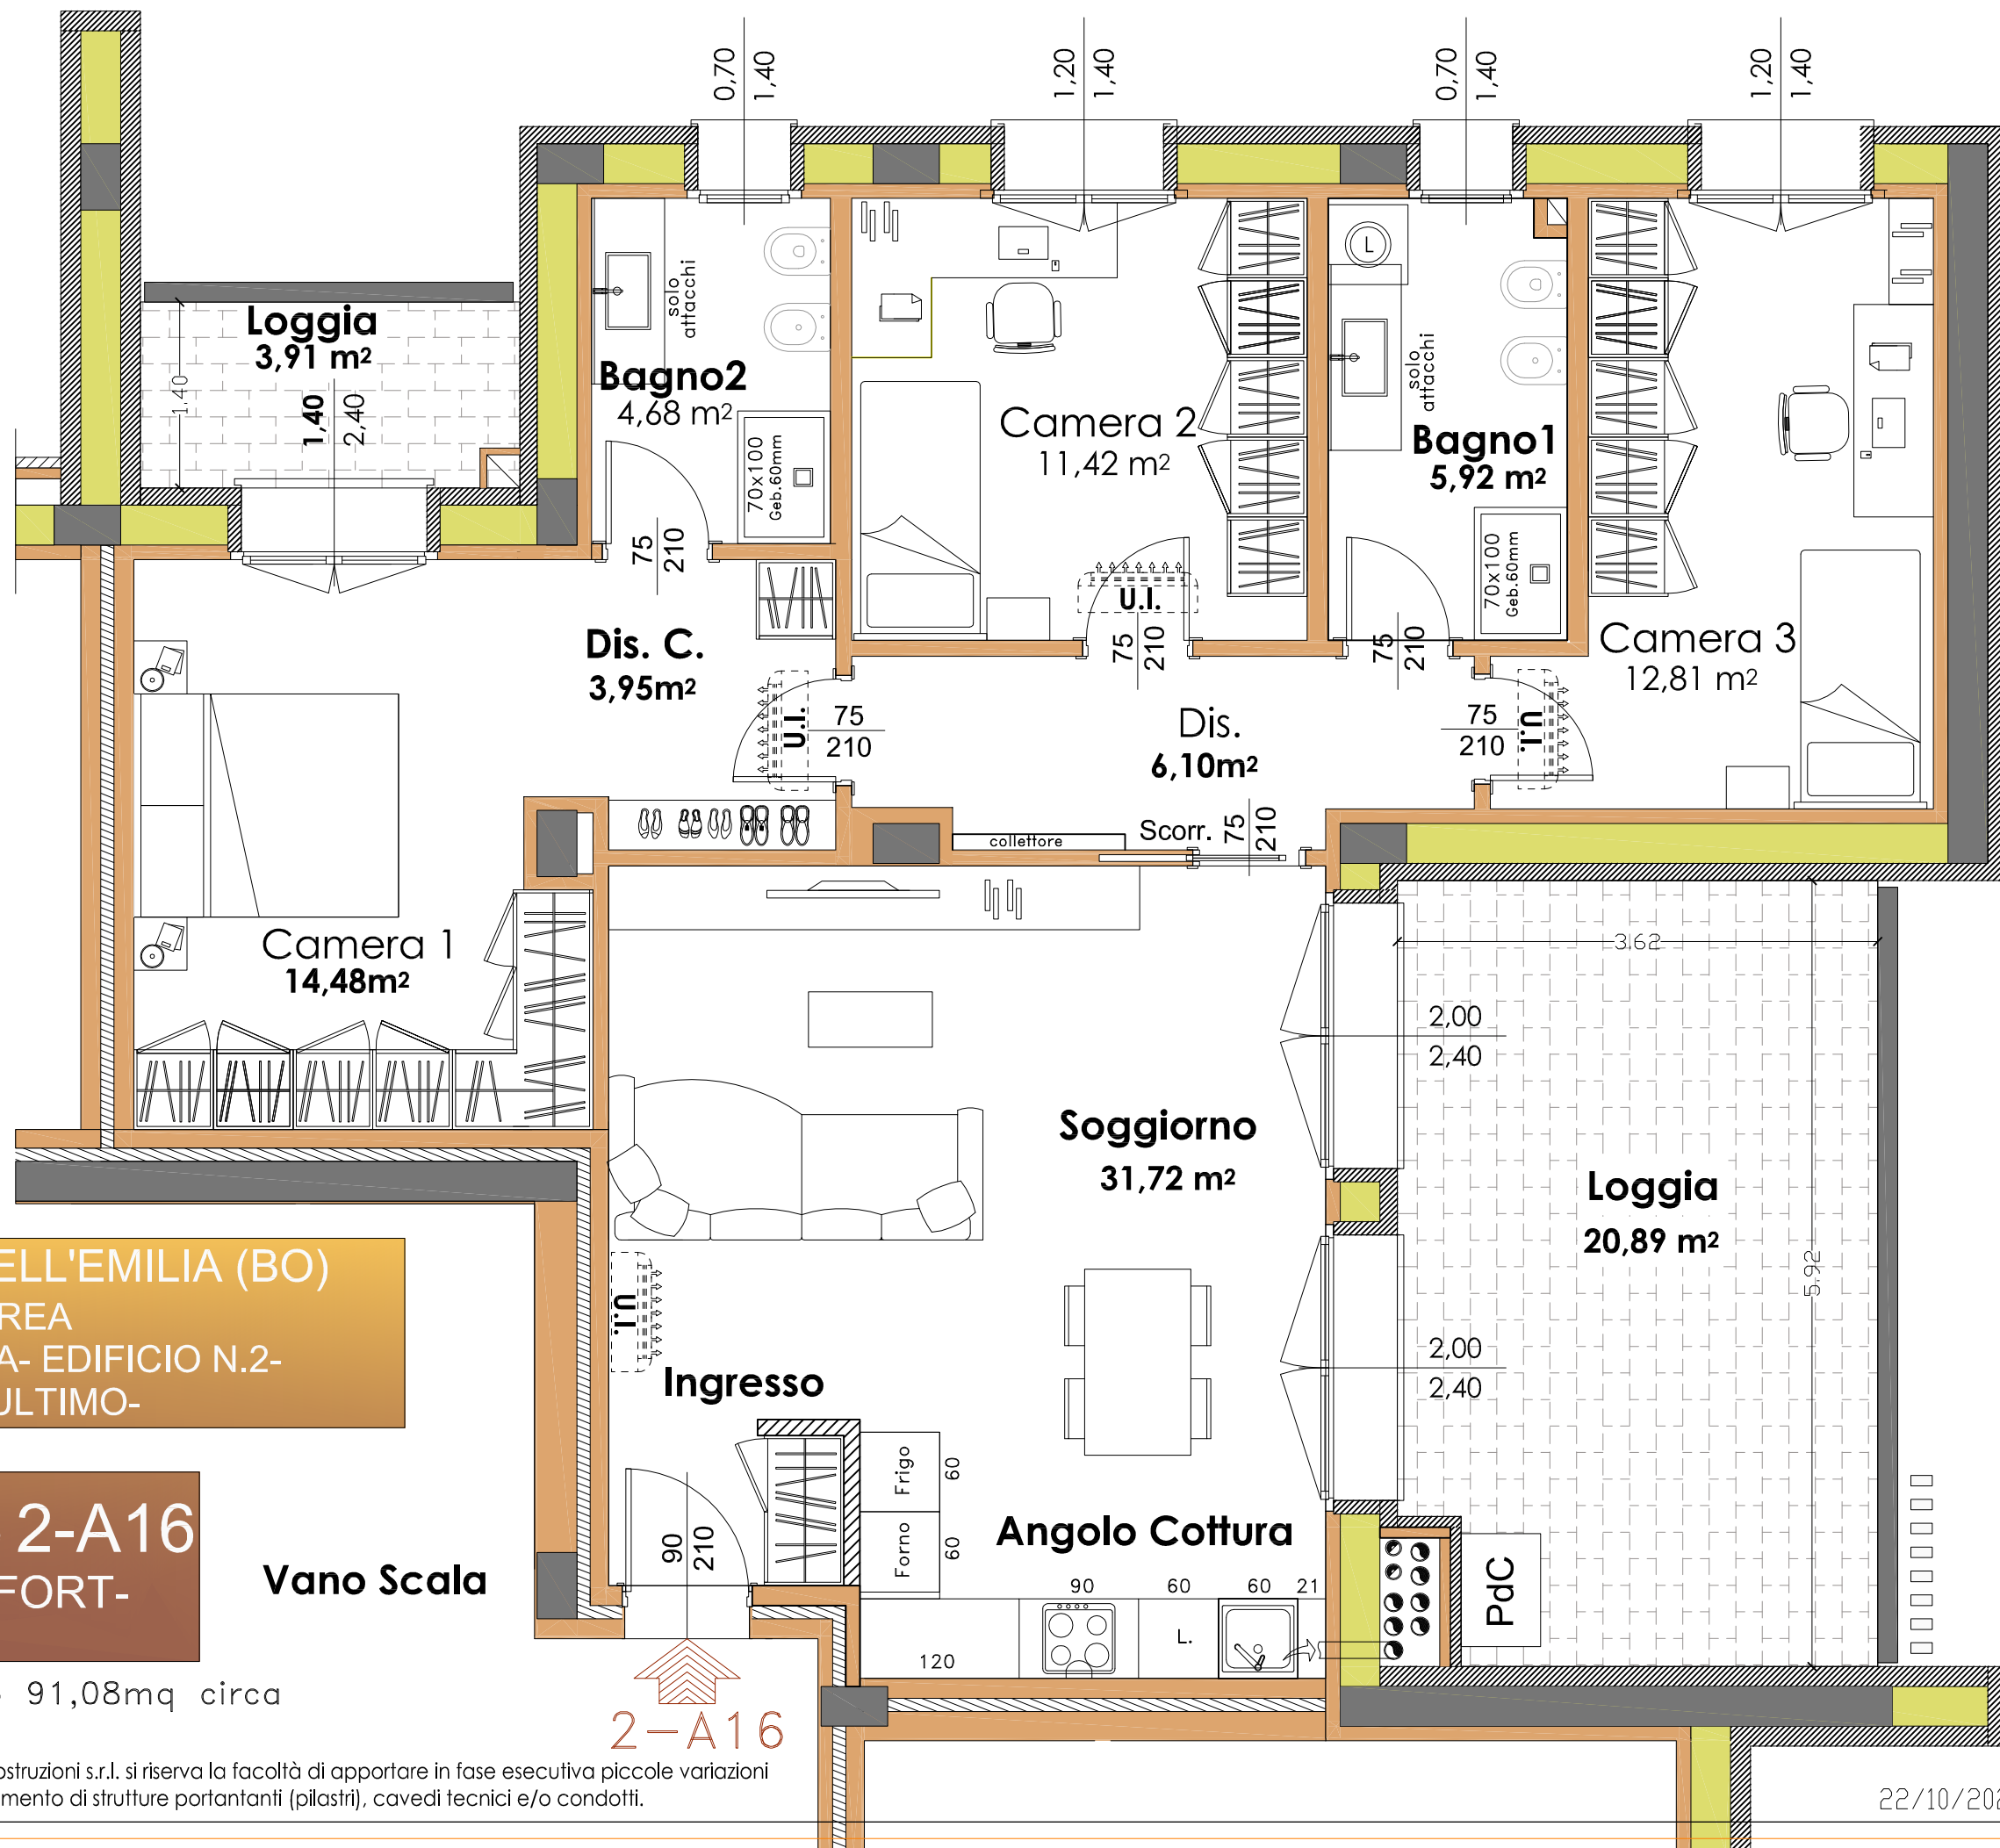 0,70
1,40
1,20
1,40
0,70
1,40
1,20
1,40
Loggia
3,91 m²
1,40
1,40
2,40
solo
attacchi
Bagno2
4,68 m²
70x100
Geb.60mm
75
210
Camera 2
11,42 m²
U.I.
75
210
L
solo
attacchi
Bagno1
5,92 m²
70x100
Geb.60mm
75
210
Camera 3
12,81 m²
Dis. C.
3,95m²
U.I.
75
210
Dis.
6,10m²
75
210
U.I.
collettore
Scorr.
75
210
Camera 1
14,48m²
3,62
2,00
2,40
Soggiorno
31,72 m²
Loggia
20,89 m²
5,92
U.I.
2,00
2,40
Ingresso
ELL'EMILIA (BO)
REA
A- EDIFICIO N.2-
ULTIMO-
Frigo
60
Forno
60
Angolo Cottura
90
60
60
21
L.
120
PdC
90
210
2-A16
FORT-
Vano Scala
91,08mq circa
2-A16
ostruzioni s.r.l. si riserva la facoltà di apportare in fase esecutiva piccole variazioni
mento di strutture portantanti (pilastri), cavedi tecnici e/o condotti.
22/10/202